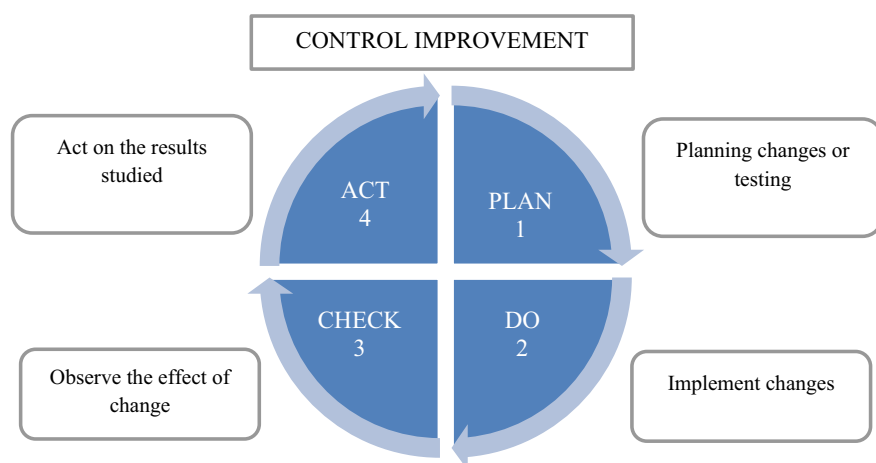 CONTROL IMPROVEMENT
Act on the results
studied
ACT
4
PLAN
1
Planning changes or
testing
CHECK
3
DO
2
Observe the effect of
change
Implement changes